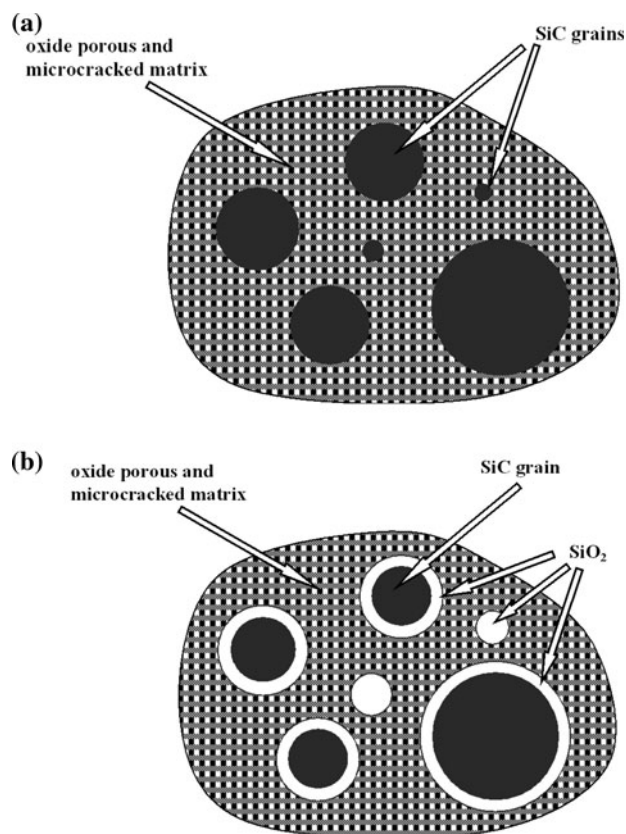 (a)
SiC grains
oxide porous and
microcracked matrix
(b)
SiC grain
oxide porous and
microcracked matrix
SiO₂